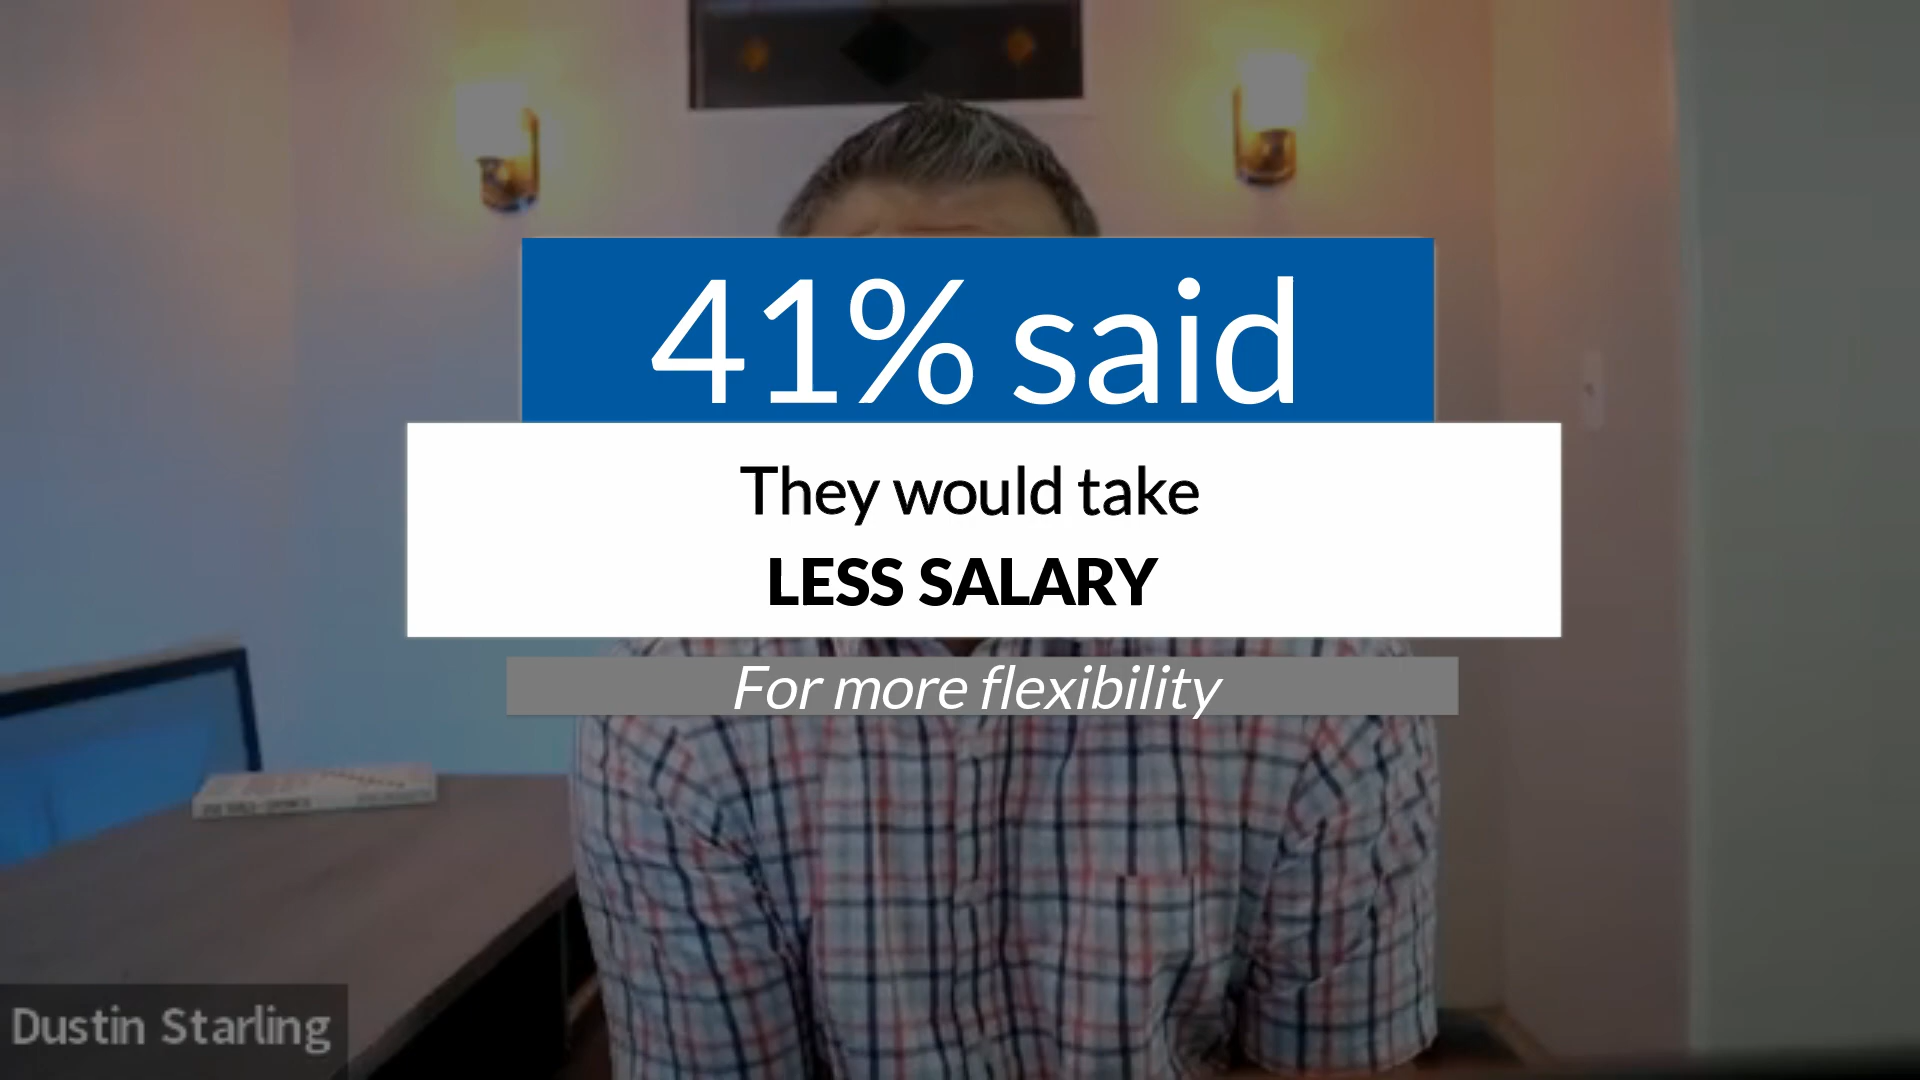 41% said
They would take
LESS SALARY
For more flexibility
Dustin Starling